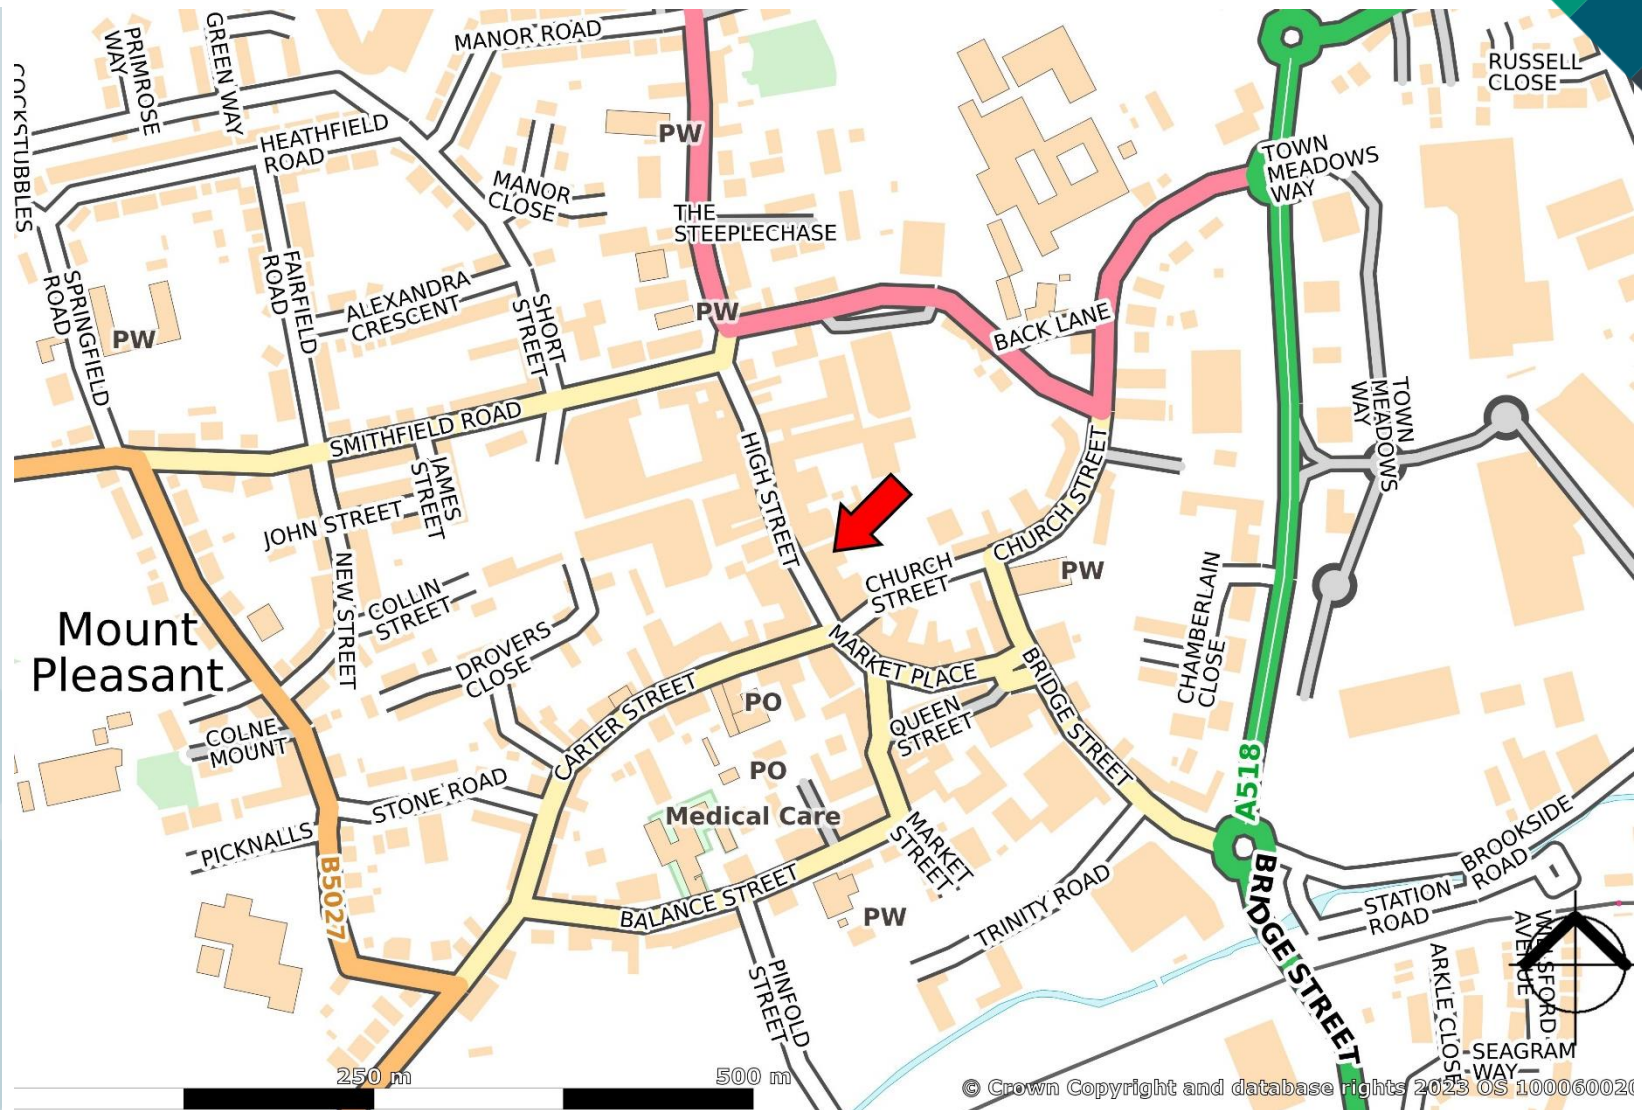 MANOR ROAD
PRIMROSE
WAY
GREEN WAY
RUSSELL
CLOSE
COCKSTUBBLES
HEATHFIELD
ROAD
PW
TOWN
MEADOWS
WAY
MANOR
CLOSE
THE
STEEPLECHASE
SPRINGFIELD
ROAD
FAIRFIELD
ROAD
ALEXANDRA
CRESCENT
SHORT
STREET
PW
PW
BACK LANE
SMITHFIELD ROAD
HIGH STREET
TOWN
MEADOWS
WAY
JAMES
STREET
JOHN STREET
CHURCH STREET
NEW STREET
COLLIN
STREET
CHURCH
STREET
PW
CHAMBERLAIN
CLOSE
Mount
Pleasant
DROVERS
CLOSE
MARKET PLACE
BRIDGE STREET
QUEEN
STREET
CARTER STREET
PO
COLNE
MOUNT
PO
A518
STONE ROAD
Medical Care
PICKNALLS
MARKET
STREET
BROOKSIDE
ROAD
STATION
ROAD
B5027
BALANCE STREET
PW
TRINITY ROAD
BRIDGE STREET
PINFOLD
STREET
ARKLE CLOSE
WILSFORD
AVENUE
SEAGRAM
WAY
250 m
500 m
© Crown Copyright and database rights 2023 OS 100060020